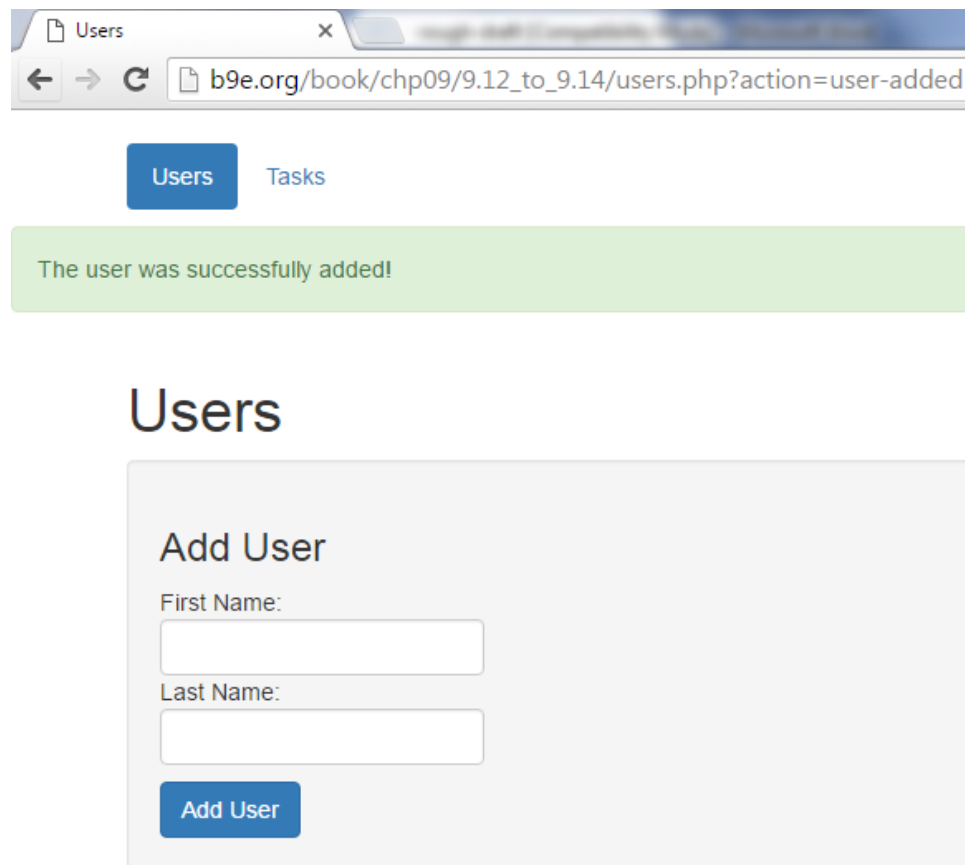 Users
b9e.org/book/chp09/9.12_to_9.14/users.php?action=user-added
Users Tasks
The user was successfully added!
Users
Add User
First Name:
Last Name:
Add User